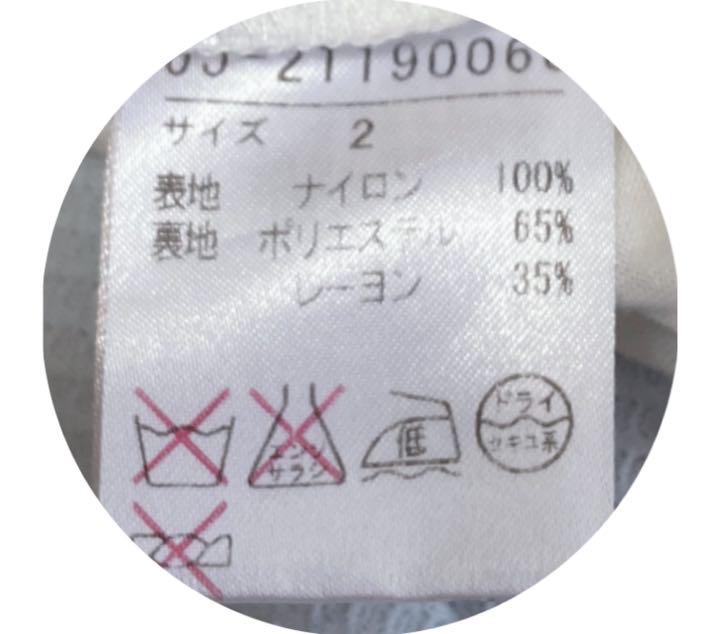 サイズ 2
表地 ナイロン 100%
裏地 ポリエステル 65%
レーヨン 35%
エンソ
サラシ
低
ドライ
セキユ系